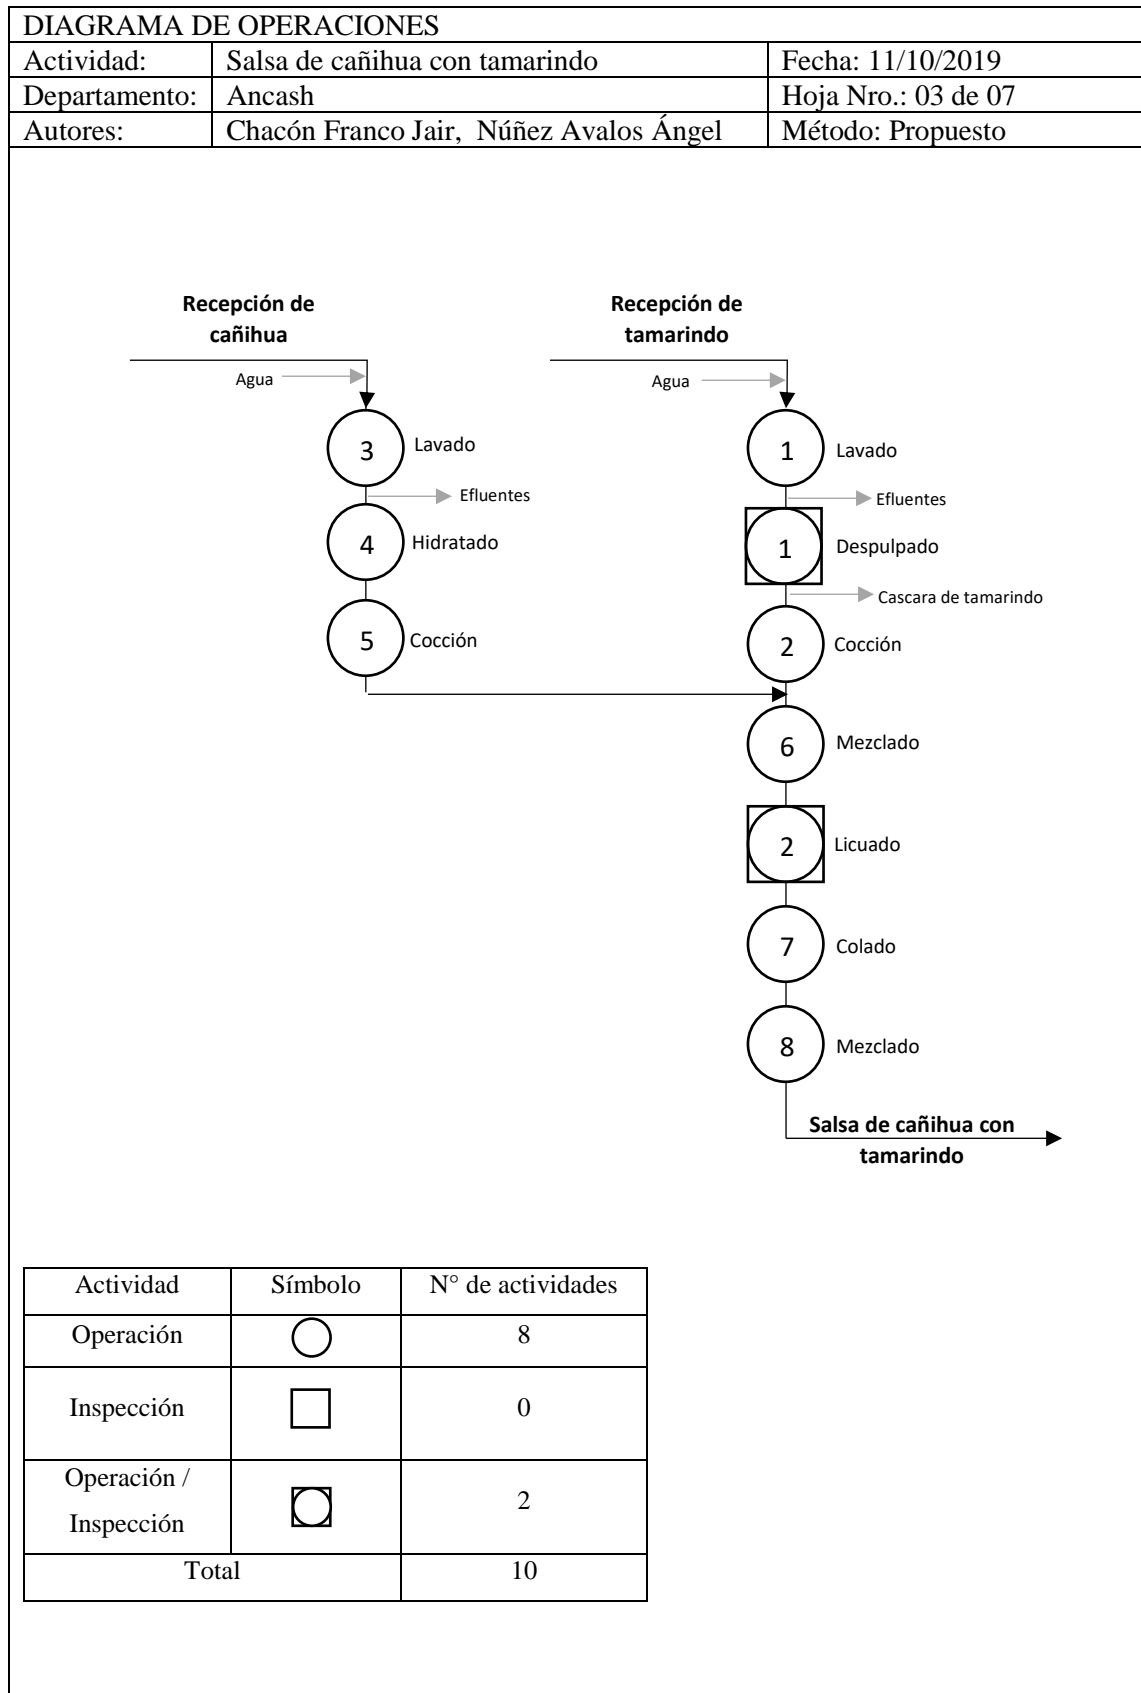 DIAGRAMA DE OPERACIONES
Actividad: Salsa de cañihua con tamarindo Fecha: 11/10/2019
Departamento: Ancash Hoja Nro.: 03 de 07
Autores: Chacón Franco Jair, Núñez Avalos Ángel Método: Propuesto
Recepción de
cañihua
Agua
3 Lavado
Efluentes
4 Hidratado
5 Cocción
Recepción de
tamarindo
Agua
1 Lavado
Efluentes
1 Despulpado
Cascara de tamarindo
2 Cocción
6 Mezclado
2 Licuado
7 Colado
8 Mezclado
Salsa de cañihua con
tamarindo
Actividad Símbolo N° de actividades
Operación 8
Inspección 0
Operación /
Inspección
2
Total 10